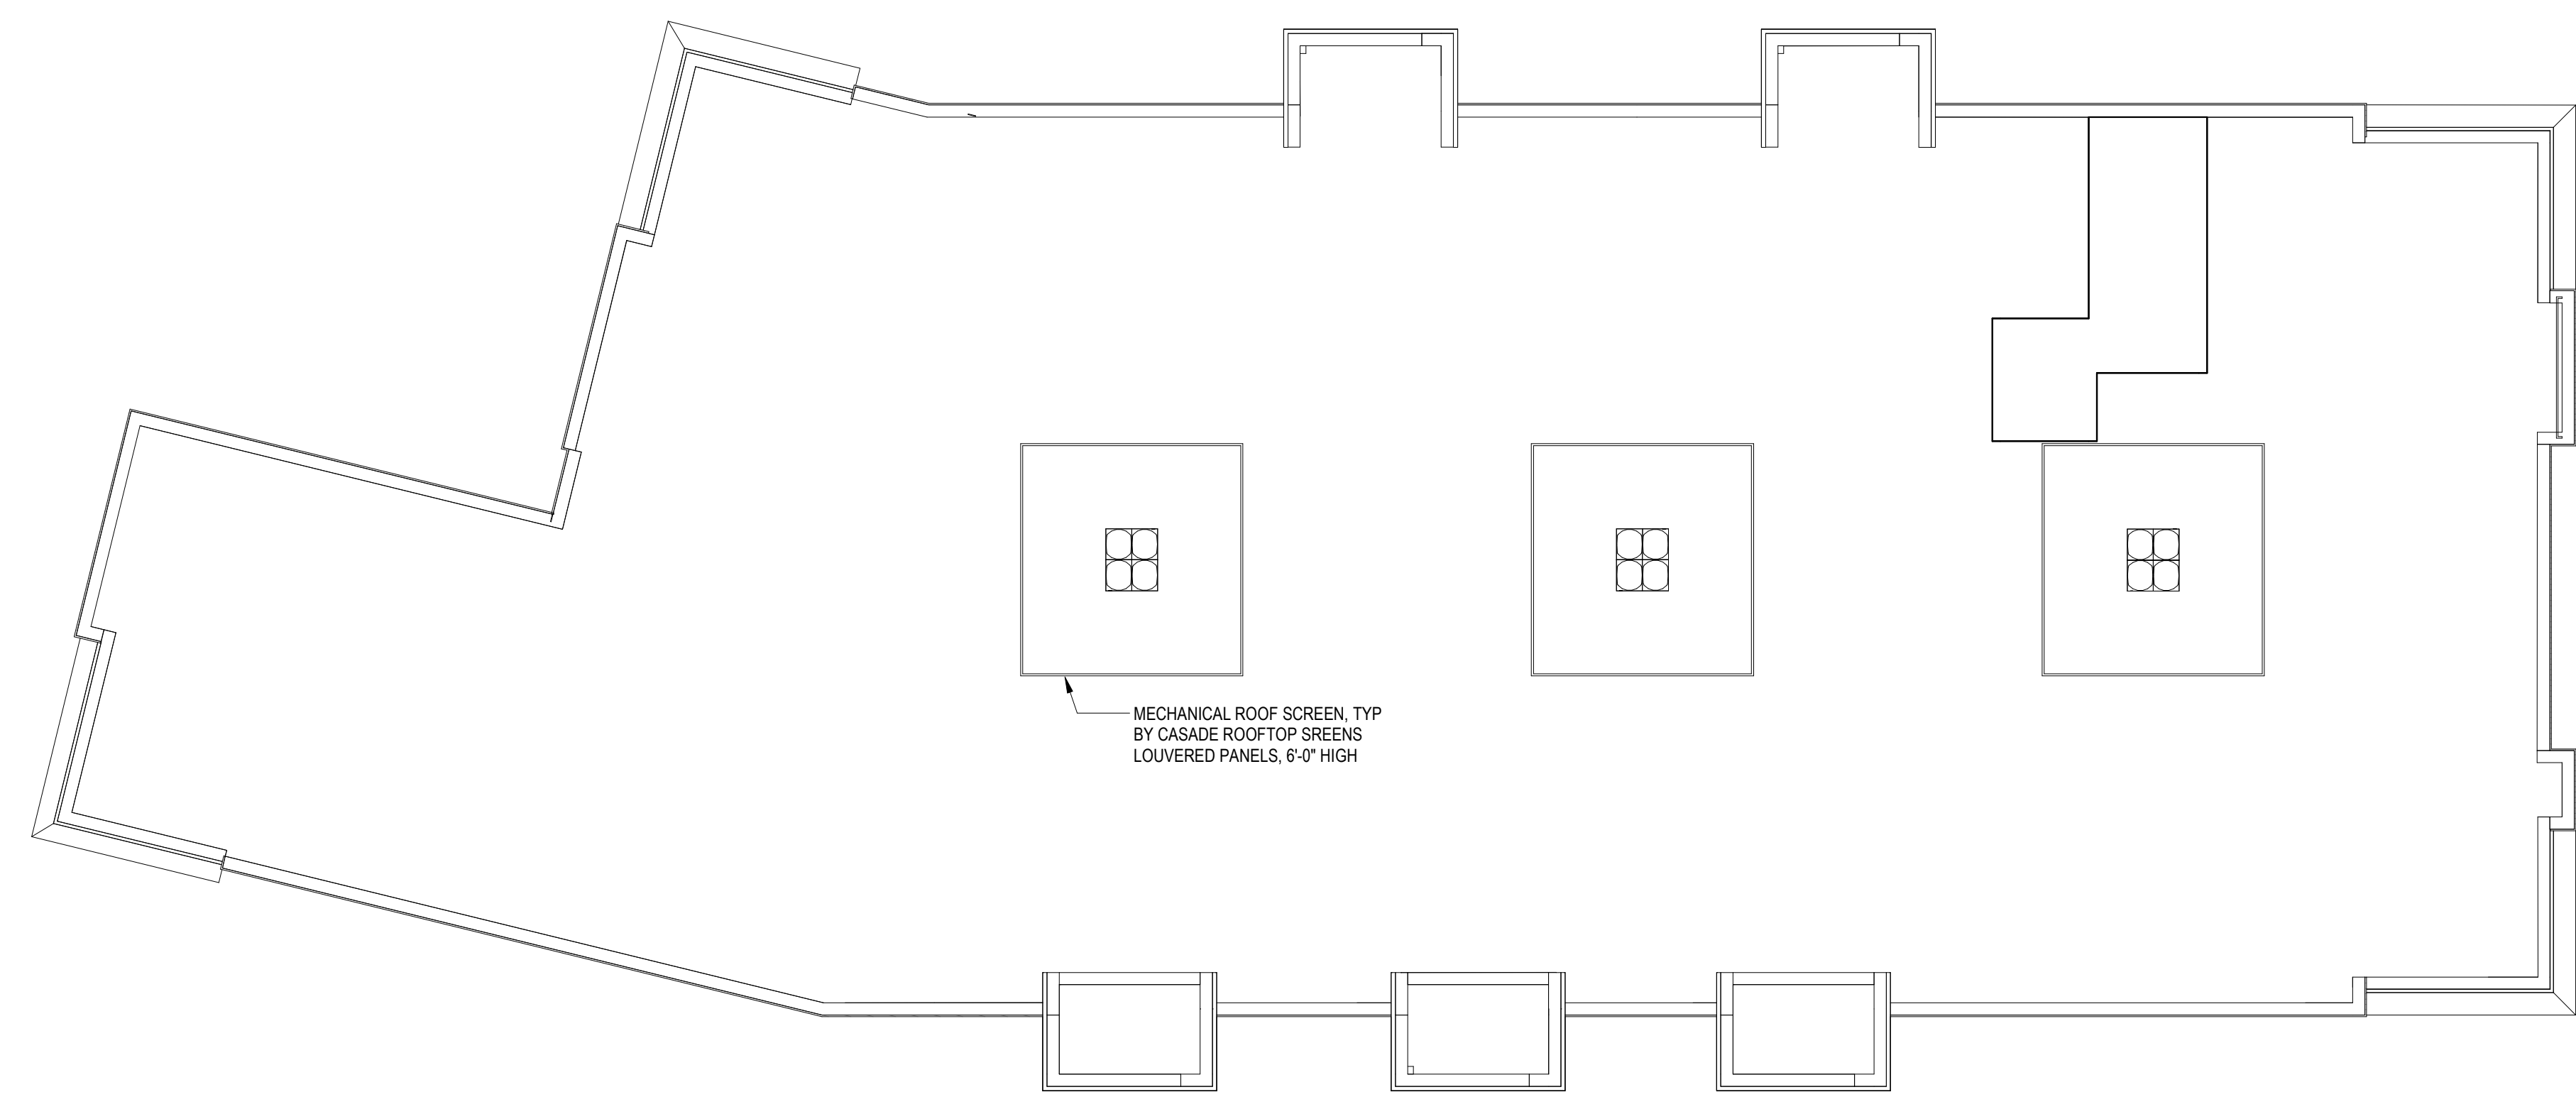 MECHANICAL ROOF SCREEN, TYP
BY CASADE ROOFTOP SREENS
LOUVERED PANELS, 6'-0" HIGH